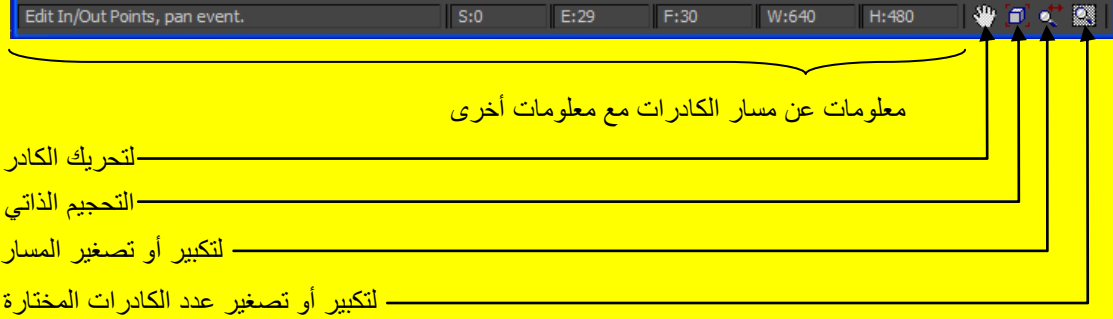 Edit In/Out Points, pan event. S:0 E:29 F:30 W:640 H:480
معلومات عن مسار الكادرات مع معلومات أخرى
لتحريك الكادر
التحجيم الذاتي
لتكبير أو تصغير المسار
لتكبير أو تصغير عدد الكادرات المختارة